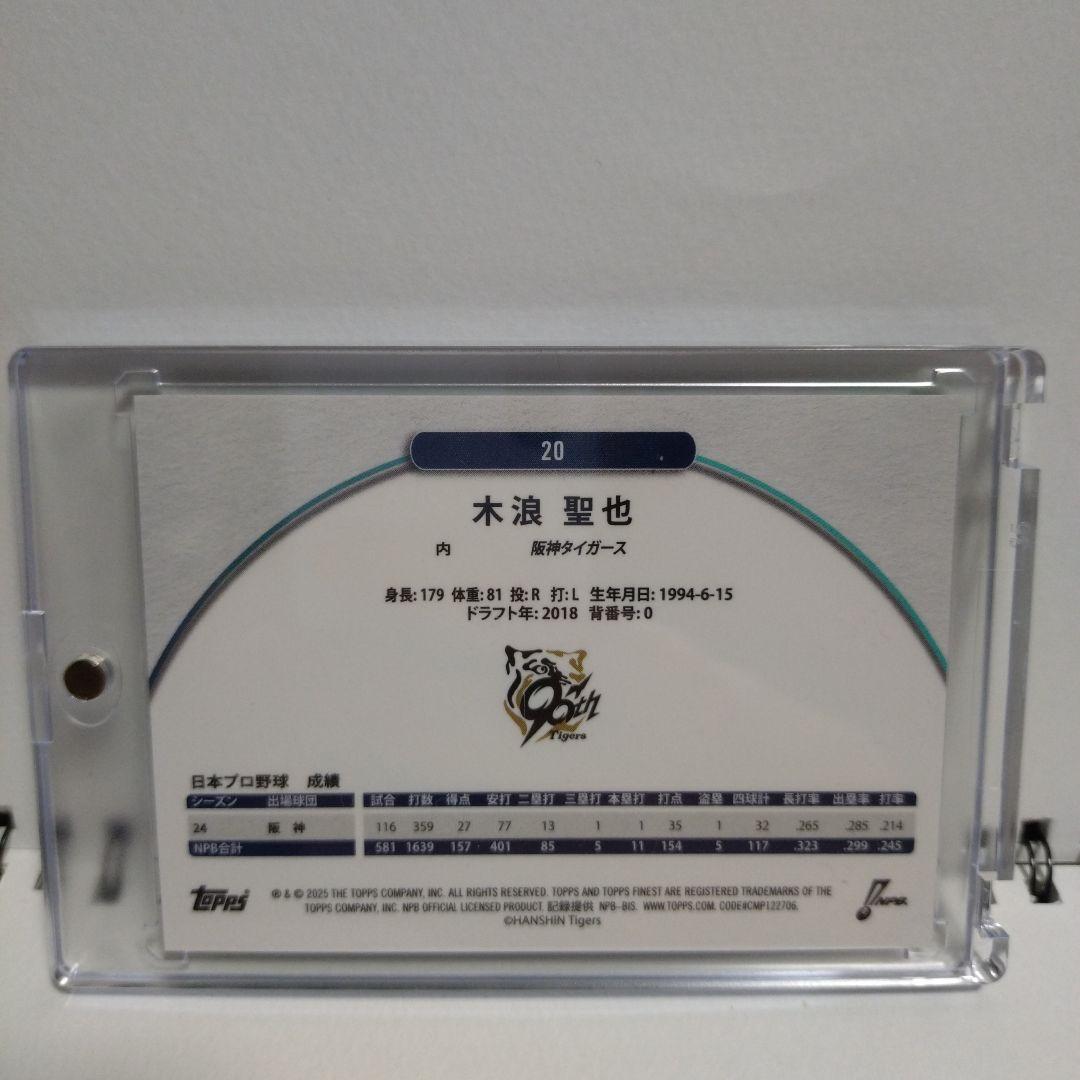 20
木浪 聖也
内 阪神タイガース
身長: 179 体重: 81 投: R 打: L 生年月日: 1994-6-15
ドラフト年: 2018 背番号: 0
90th
Tigers
日本プロ野球 成績
シーズン 出場球団 試合 打数 得点 安打 二塁打 三塁打 本塁打 打点 盗塁 四球計 長打率 出塁率 打率
24 阪 神 116 359 27 77 13 1 1 35 1 32 .265 .285 .214
NPB合計 581 1639 157 401 85 5 11 154 5 117 .323 .299 .245
Topps
® & © 2025 THE TOPPS COMPANY, INC. ALL RIGHTS RESERVED. TOPPS AND TOPPS FINEST ARE REGISTERED TRADEMARKS OF THE
TOPPS COMPANY, INC. NPB OFFICIAL LICENSED PRODUCT. 記録提供 NPB-BIS. WWW.TOPPS.COM. CODE#CMP122706.
©HANSHIN Tigers
NPB